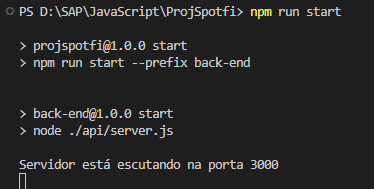 PS D:\SAP\JavaScript\ProjSpotfi> npm run start
> projspotfi@1.0.0 start
> npm run start --prefix back-end
> back-end@1.0.0 start
> node ./api/server.js
Servidor está escutando na porta 3000